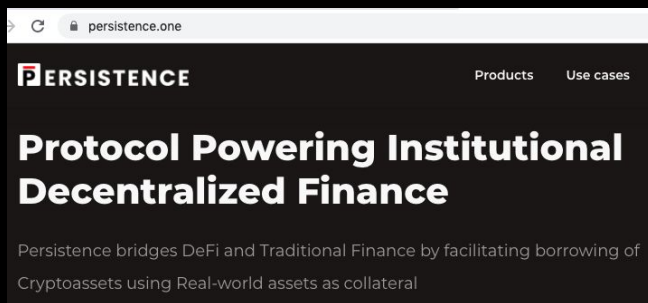 persistence.one
PERSISTENCE
Products Use cases
Protocol Powering Institutional
Decentralized Finance
Persistence bridges DeFi and Traditional Finance by facilitating borrowing of
Cryptoassets using Real-world assets as collateral